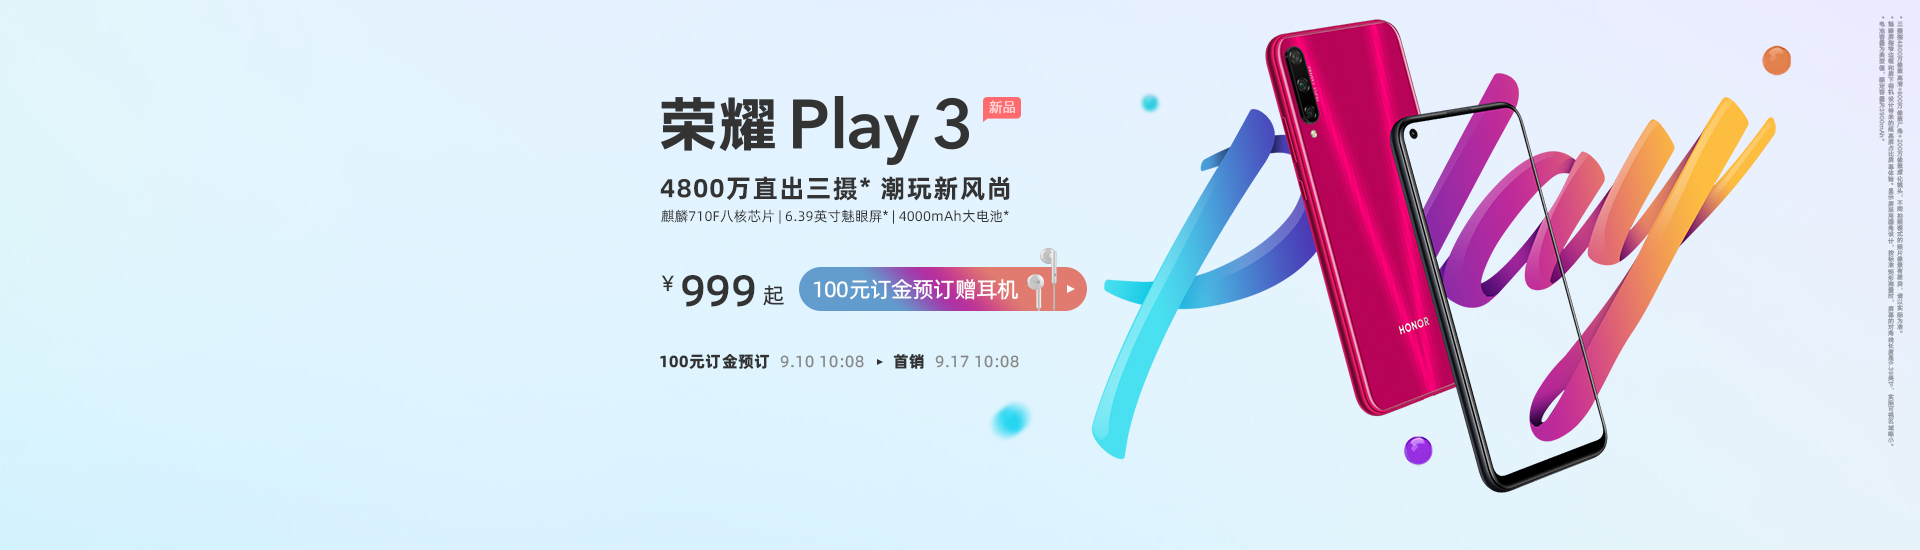 荣耀 Play 3 新品
4800万直出三摄* 潮玩新风尚
麒麟710F八核芯片 | 6.39英寸魅眼屏* | 4000mAh大电池*
¥ 999 起 100元订金预订赠耳机
100元订金预订 9.10 10:08 ▸ 首销 9.17 10:08
play
HONOR